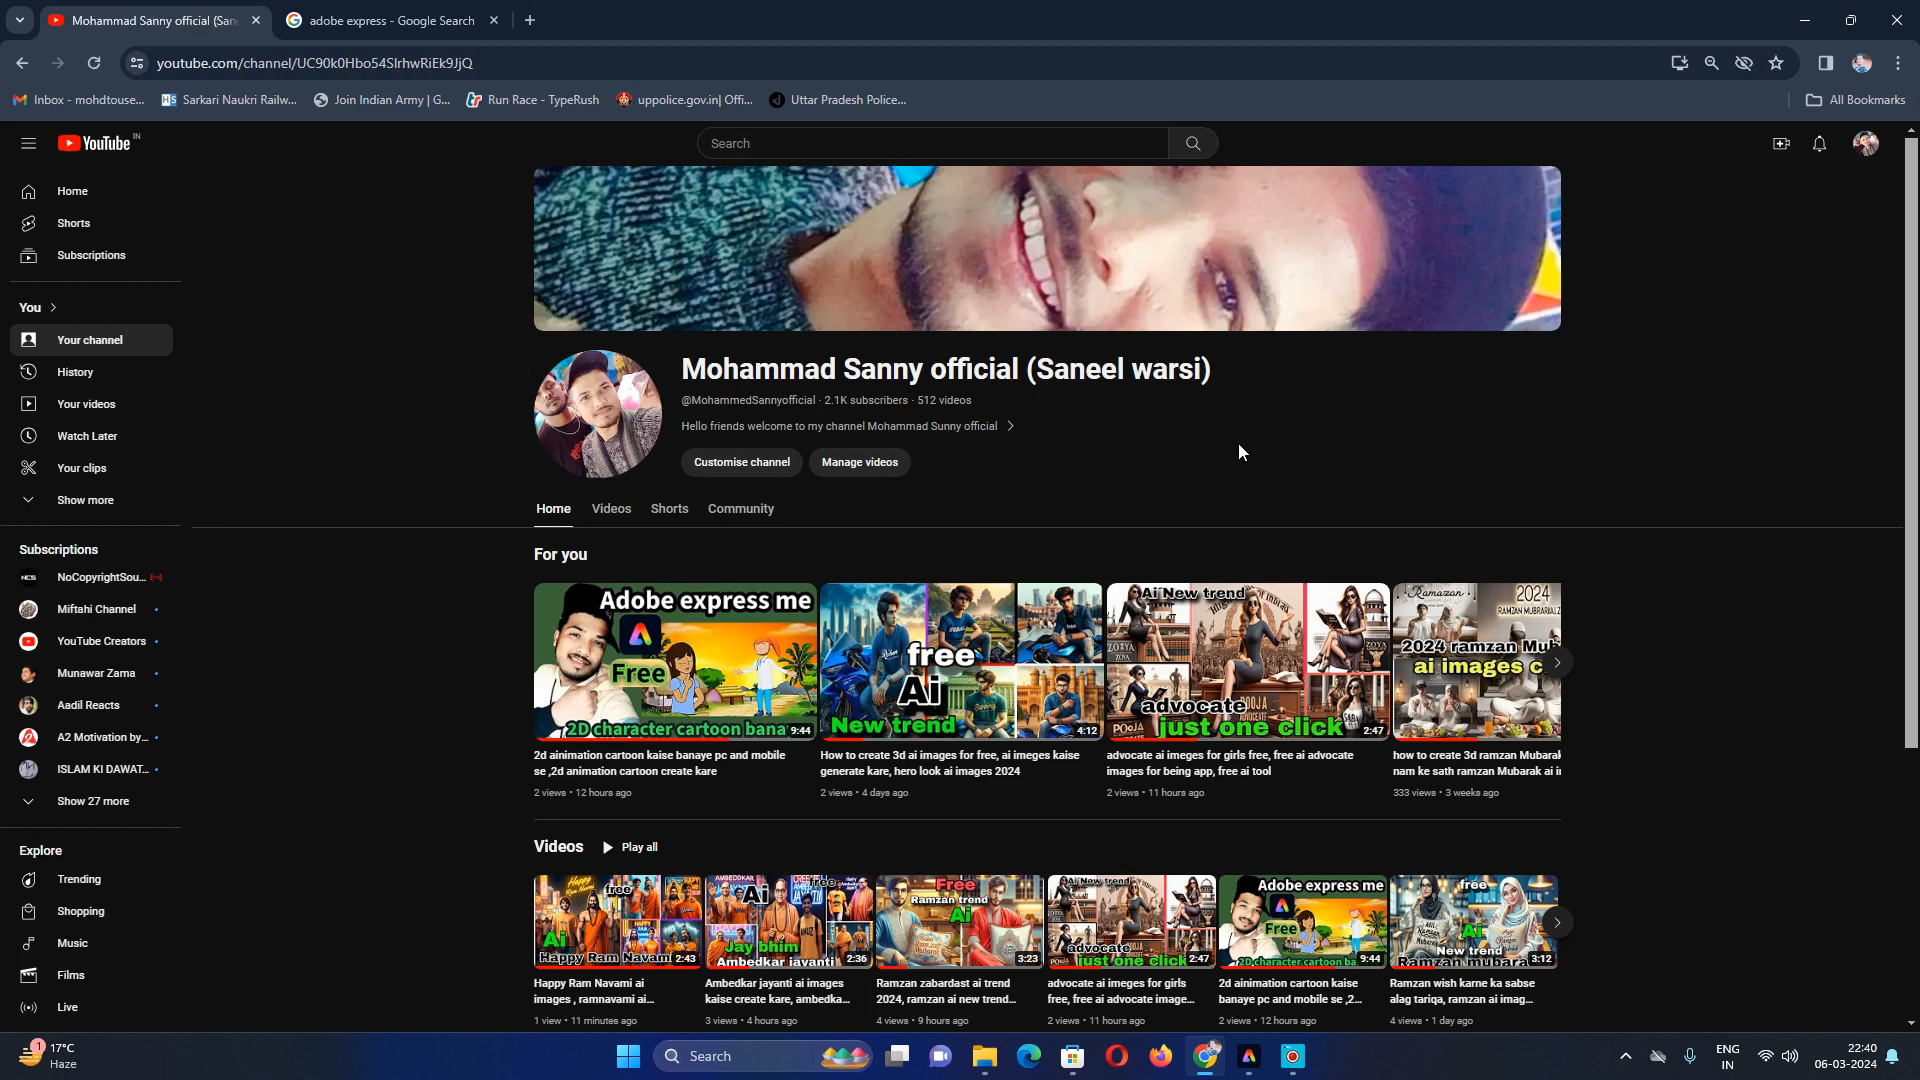 Mohammad Sanny official (San
adobe express - Google Search
youtube.com/channel/UC90k0Hbo54SIrhwRiEk9JjQ
Inbox - mohdtouse...
Sarkari Naukri Railw...
Join Indian Army | G...
Run Race - TypeRush
uppolice.gov.in| Offi...
Uttar Pradesh Police...
All Bookmarks
YouTube IN
Search
Home
Shorts
Subscriptions
You
Your channel
History
Your videos
Watch Later
Your clips
Show more
Subscriptions
NoCopyrightSou...
Miftahi Channel
YouTube Creators
Munawar Zama
Aadil Reacts
A2 Motivation by...
ISLAM KI DAWAT...
Show 27 more
Explore
Trending
Shopping
Music
Films
Live
Mohammad Sanny official (Saneel warsi)
@MohammedSannyofficial · 2.1K subscribers · 512 videos
Hello friends welcome to my channel Mohammad Sunny official
Customise channel
Manage videos
Home
Videos
Shorts
Community
For you
Adobe express me
Free
2D character cartoon bana
9:44
2d ainimation cartoon kaise banaye pc and mobile
se ,2d animation cartoon create kare
2 views • 12 hours ago
free
Ai
New trend
4:12
How to create 3d ai images for free, ai imeges kaise
generate kare, hero look ai images 2024
2 views • 4 days ago
Ai New trend
ZOYA
POOJA
ADVOCATE
SABA
advocate
just one click
2:47
advocate ai imeges for girls free, free ai advocate
images for being app, free ai tool
2 views • 11 hours ago
Ramazan
2024
2024 ramzan Mub
ai images c
how to create 3d ramzan Mubarak
nam ke sath ramzan Mubarak ai i
333 views • 3 weeks ago
Videos
Play all
free
Ai
Happy Ram Navami
2:43
Happy Ram Navami ai
images , ramnavami ai...
1 view • 11 minutes ago
AMBEDDKAR
Ai
free
Jay bhim
Ambedkar jayanti
2:36
Ambedkar jayanti ai images
kaise create kare, ambedka...
3 views • 4 hours ago
Free
Ramzan trend
Ai
3:23
Ramzan zabardast ai trend
2024, ramzan ai new trend...
4 views • 9 hours ago
Ai New trend
advocate
just one click
2:47
advocate ai imeges for girls
free, free ai advocate image...
2 views • 11 hours ago
Adobe express me
Free
2D character cartoon ba
9:44
2d ainimation cartoon kaise
banaye pc and mobile se ,2...
2 views • 12 hours ago
free
Ai
New trend
Ramzan mubara
3:12
Ramzan wish karne ka sabse
alag tariqa, ramzan ai imag...
4 views • 1 day ago
1
17°C
Haze
Search
ENG
IN
22:40
06-03-2024